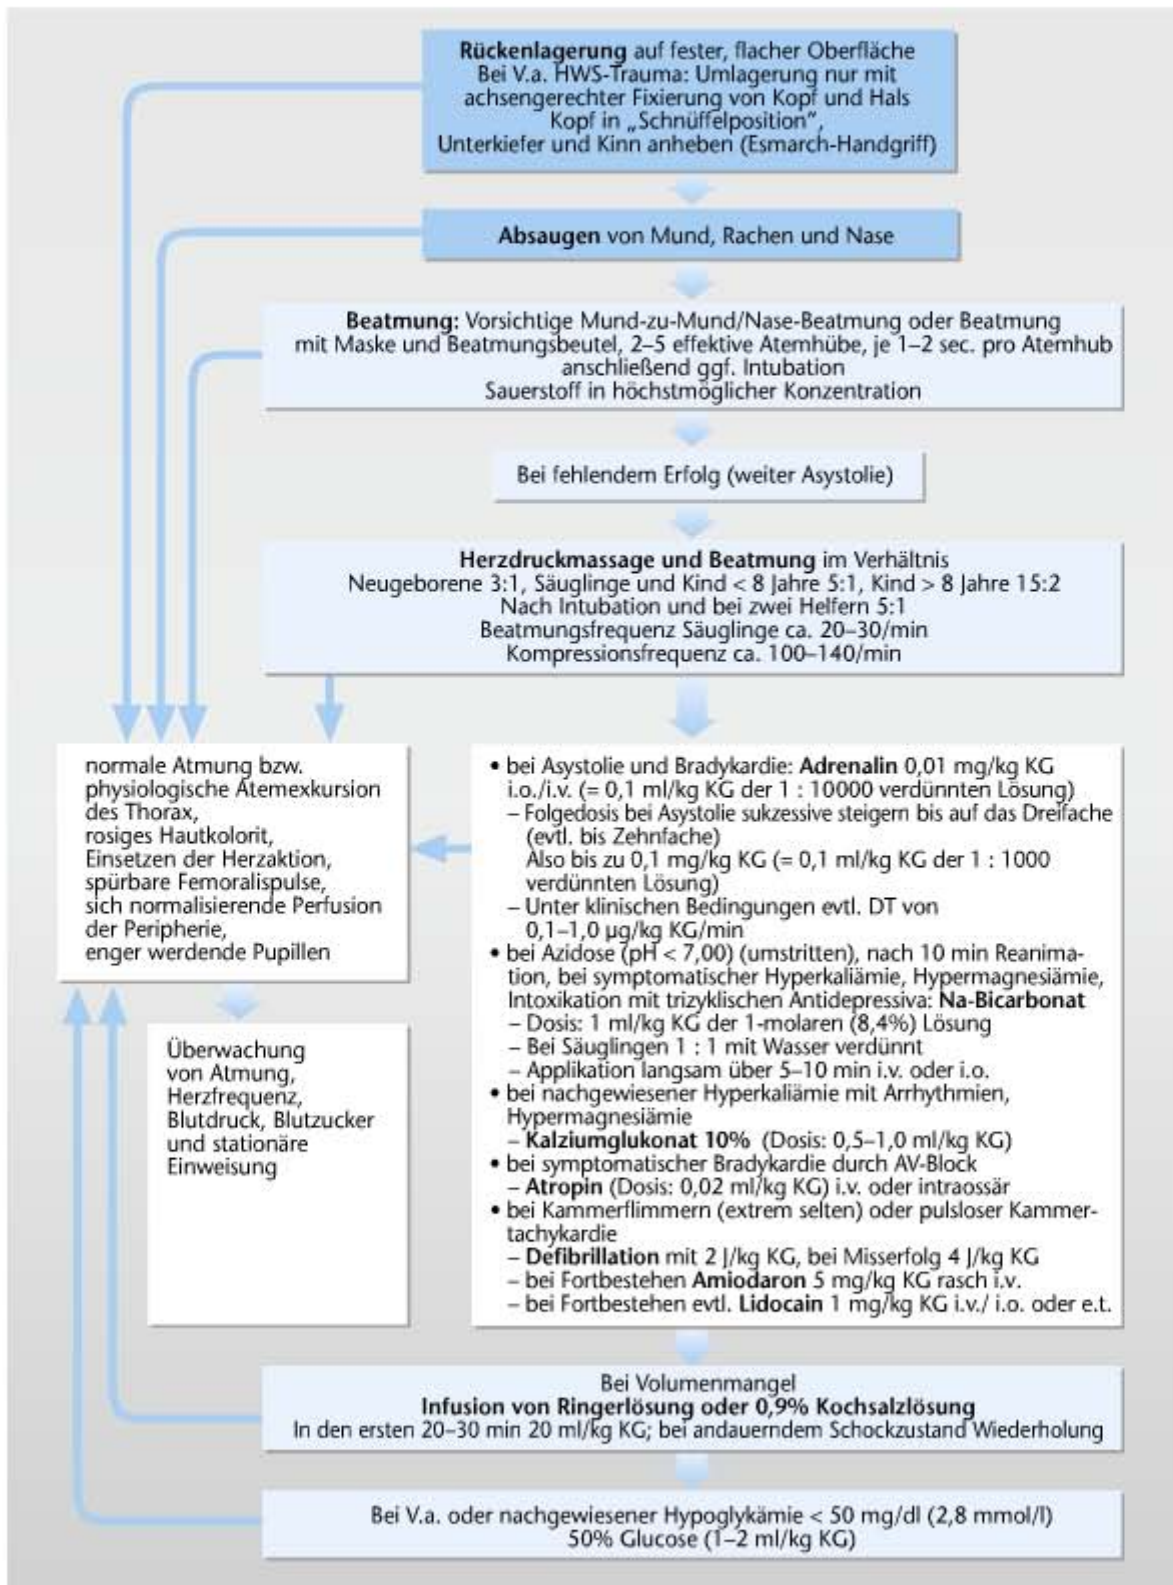 Rückenlagerung auf fester, flacher Oberfläche
Bei V.a. HWS-Trauma: Umlagerung nur mit
achsengerechter Fixierung von Kopf und Hals
Kopf in „Schnüffelposition",
Unterkiefer und Kinn anheben (Esmarch-Handgriff)
Absaugen von Mund, Rachen und Nase
Beatmung: Vorsichtige Mund-zu-Mund/Nase-Beatmung oder Beatmung
mit Maske und Beatmungsbeutel, 2–5 effektive Atemhübe, je 1–2 sec. pro Atemhub
anschließend ggf. Intubation
Sauerstoff in höchstmöglicher Konzentration
Bei fehlendem Erfolg (weiter Asystolie)
Herzdruckmassage und Beatmung im Verhältnis
Neugeborene 3:1, Säuglinge und Kind < 8 Jahre 5:1, Kind > 8 Jahre 15:2
Nach Intubation und bei zwei Helfern 5:1
Beatmungsfrequenz Säuglinge ca. 20–30/min
Kompressionsfrequenz ca. 100–140/min
normale Atmung bzw.
physiologische Atemexkursion
des Thorax,
rosiges Hautkolorit,
Einsetzen der Herzaktion,
spürbare Femoralispulse,
sich normalisierende Perfusion
der Peripherie,
enger werdende Pupillen
Überwachung
von Atmung,
Herzfrequenz,
Blutdruck, Blutzucker
und stationäre
Einweisung
• bei Asystolie und Bradykardie: Adrenalin 0,01 mg/kg KG
i.o./i.v. (= 0,1 ml/kg KG der 1 : 10000 verdünnten Lösung)
– Folgedosis bei Asystolie sukzessive steigern bis auf das Dreifache
(evtl. bis Zehnfache)
Also bis zu 0,1 mg/kg KG (= 0,1 ml/kg KG der 1 : 1000
verdünnten Lösung)
– Unter klinischen Bedingungen evtl. DT von
0,1–1,0 µg/kg KG/min
• bei Azidose (pH < 7,00) (umstritten), nach 10 min Reanima-
tion, bei symptomatischer Hyperkaliämie, Hypermagnesiämie,
Intoxikation mit trizyklischen Antidepressiva: Na-Bicarbonat
– Dosis: 1 ml/kg KG der 1-molaren (8,4%) Lösung
– Bei Säuglingen 1 : 1 mit Wasser verdünnt
– Applikation langsam über 5–10 min i.v. oder i.o.
• bei nachgewiesener Hyperkaliämie mit Arrhythmien,
Hypermagnesiämie
– Kalziumglukonat 10% (Dosis: 0,5–1,0 ml/kg KG)
• bei symptomatischer Bradykardie durch AV-Block
– Atropin (Dosis: 0,02 ml/kg KG) i.v. oder intraossär
• bei Kammerflimmern (extrem selten) oder pulsloser Kammer-
tachykardie
– Defibrillation mit 2 J/kg KG, bei Misserfolg 4 J/kg KG
– bei Fortbestehen Amiodaron 5 mg/kg KG rasch i.v.
– bei Fortbestehen evtl. Lidocain 1 mg/kg KG i.v./ i.o. oder e.t.
Bei Volumenmangel
Infusion von Ringerlösung oder 0,9% Kochsalzlösung
In den ersten 20–30 min 20 ml/kg KG; bei andauerndem Schockzustand Wiederholung
Bei V.a. oder nachgewiesener Hypoglykämie < 50 mg/dl (2,8 mmol/l)
50% Glucose (1–2 ml/kg KG)